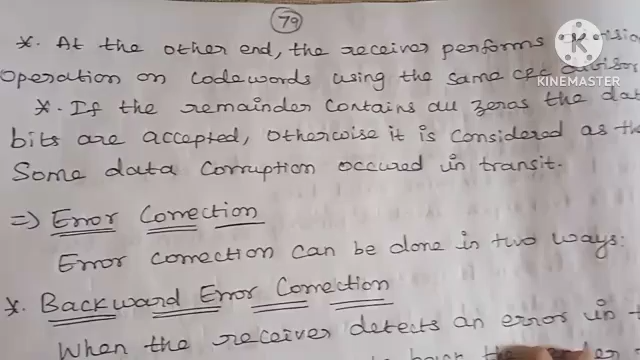 79
*. At the other end, the receiver performs
operation on codewords using the same CRC
*. If the remainder contains all zeros the
bits are accepted, otherwise it is considered as
Some data corruption occured in transit.
=> Error Correction
Error correction can be done in two ways:
*. Backward Error Correction
When the receiver detects an error in
K
KINEMASTER